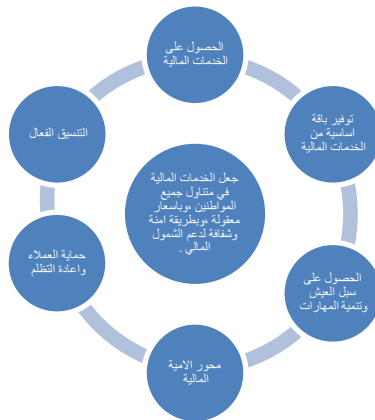 الحصول على
الخدمات المالية
توفير باقة
اساسية من
الخدمات المالية
الحصول على
سبل العيش
وتنمية المهارات
محور الامية
المالية
حماية العملاء
واعادة التظلم
التنسيق الفعال
جعل الخدمات المالية
في متناول جميع
المواطنين ،وباسعار
معقولة ،وبطريقة امنة
وشفافة لدعم الشمول
المالي .